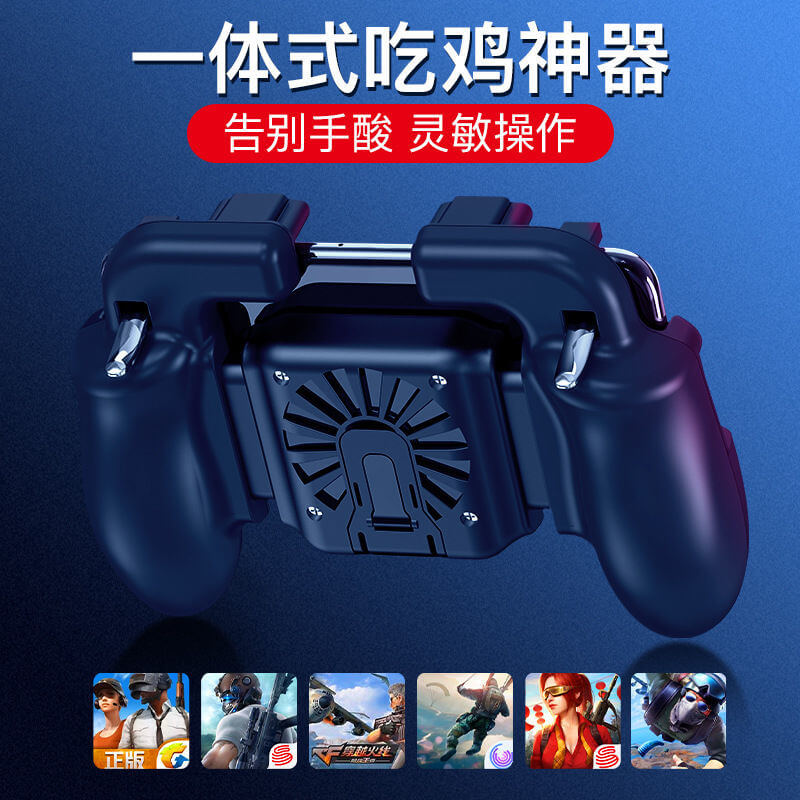 一体式吃鸡神器
告别手酸 灵敏操作
正版
穿越火线